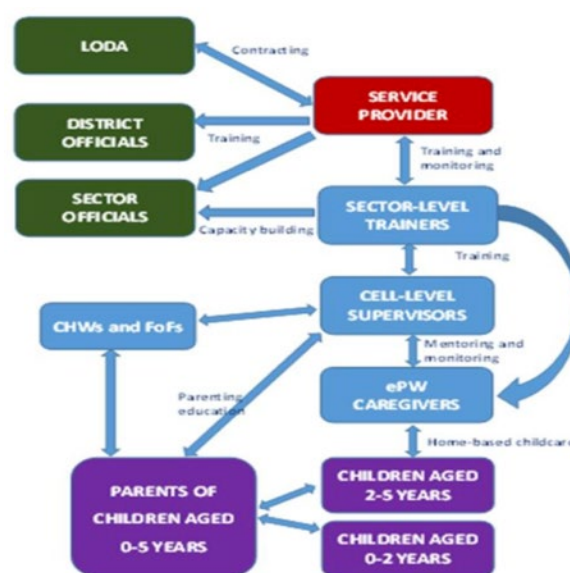 LODA
Contracting
SERVICE
PROVIDER
DISTRICT
OFFICIALS
Training
Training and
monitoring
SECTOR
OFFICIALS
Capacity building
SECTOR-LEVEL
TRAINERS
Training
CHWs and FoFs
CELL-LEVEL
SUPERVISORS
Mentoring and
monitoring
Parenting
education
ePW
CAREGIVERS
Home-based childcare
PARENTS OF
CHILDREN AGED
0-5 YEARS
CHILDREN AGED
2-5 YEARS
CHILDREN AGED
0-2 YEARS